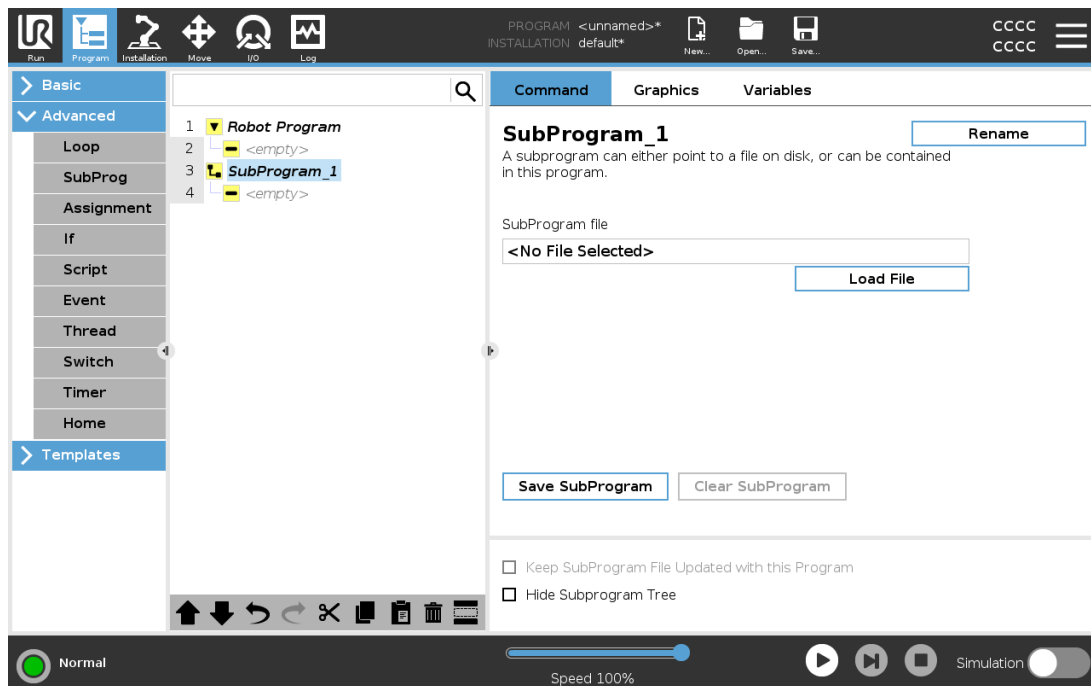 PROGRAM <unnamed>*
INSTALLATION default*
CCCC
CCCC
Run Program Installation Move I/O Log New... Open... Save...
Basic
Advanced
Loop
SubProg
Assignment
If
Script
Event
Thread
Switch
Timer
Home
Templates
1 Robot Program
2 <empty>
3 SubProgram_1
4 <empty>
Command Graphics Variables
SubProgram_1
Rename
A subprogram can either point to a file on disk, or can be contained
in this program.
SubProgram file
<No File Selected>
Load File
Save SubProgram Clear SubProgram
Keep SubProgram File Updated with this Program
Hide Subprogram Tree
Normal
Speed 100%
Simulation